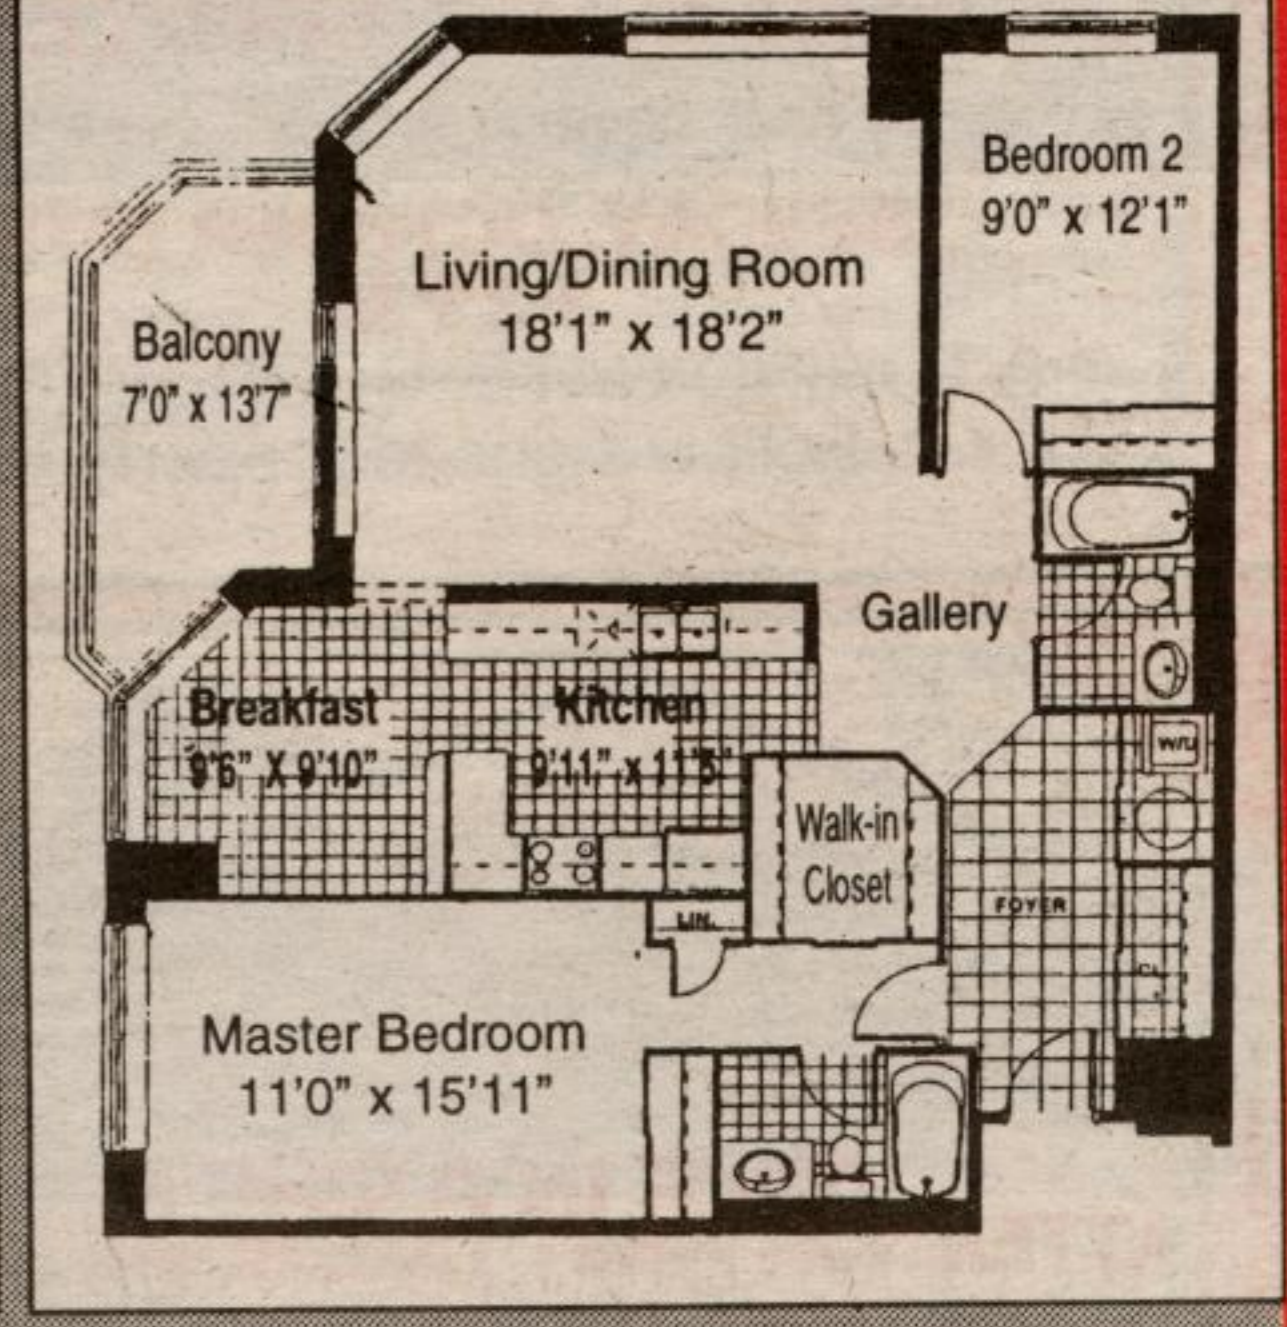 Bedroom 2
9'0" x 12'1"
Living/Dining Room
18'1" x 18'2"
Balcony
7'0" x 13'7"
Gallery
Breakfast
9'6" X 9'10"
Kitchen
9'11" x 11'5"
W/D
Walk-in
Closet
FOYER
LIN.
CL.
Master Bedroom
11'0" x 15'11"